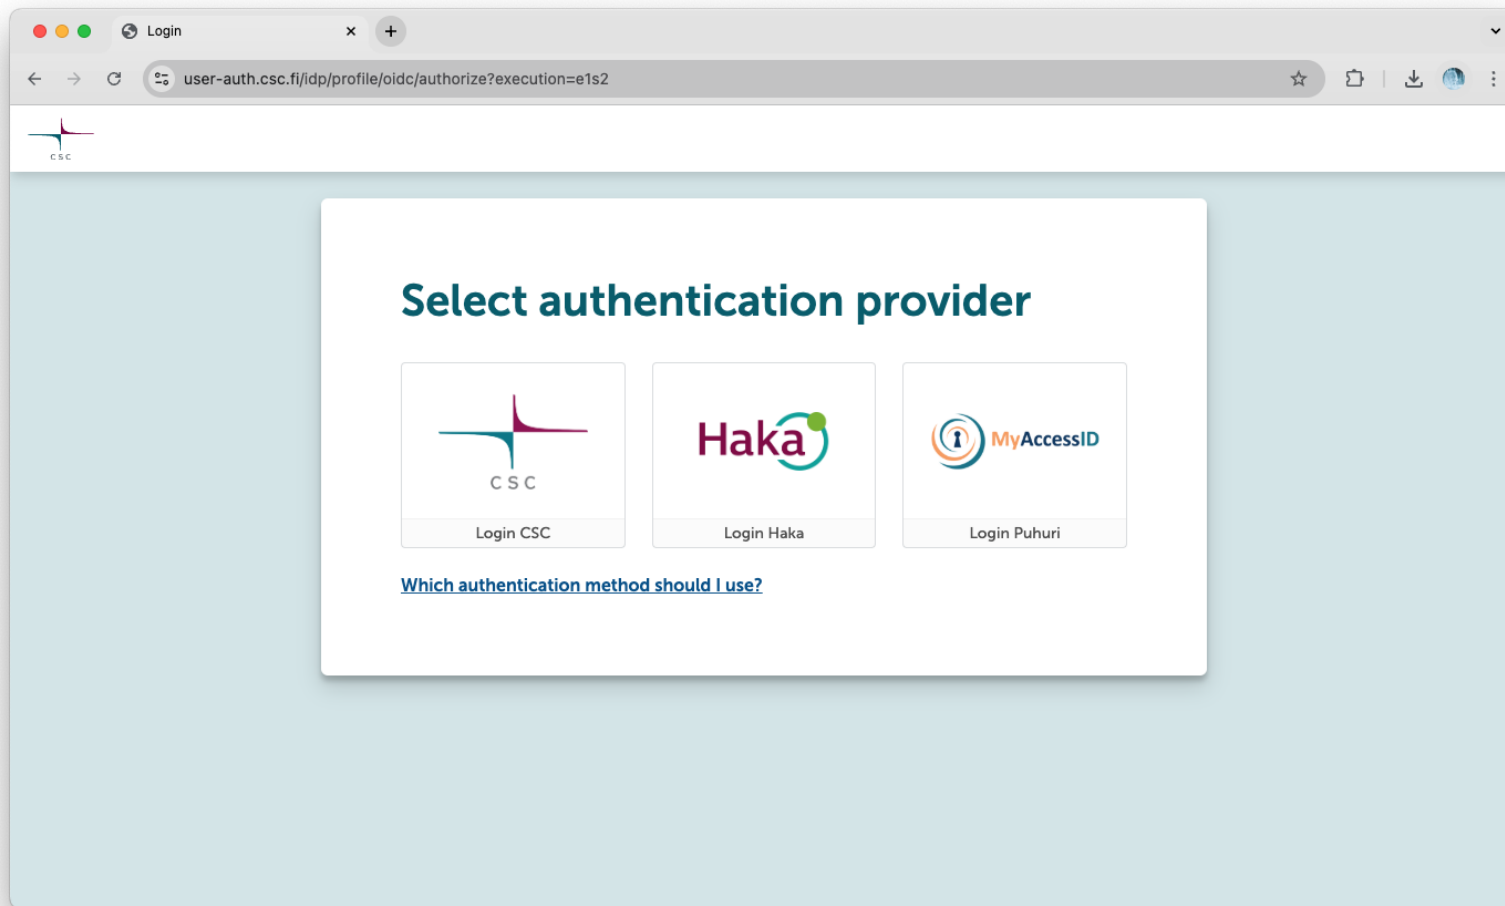 Login
user-auth.csc.fi/idp/profile/oidc/authorize?execution=e1s2
CSC
Select authentication provider
CSC
Haka
MyAccessID
Login CSC
Login Haka
Login Puhuri
Which authentication method should I use?